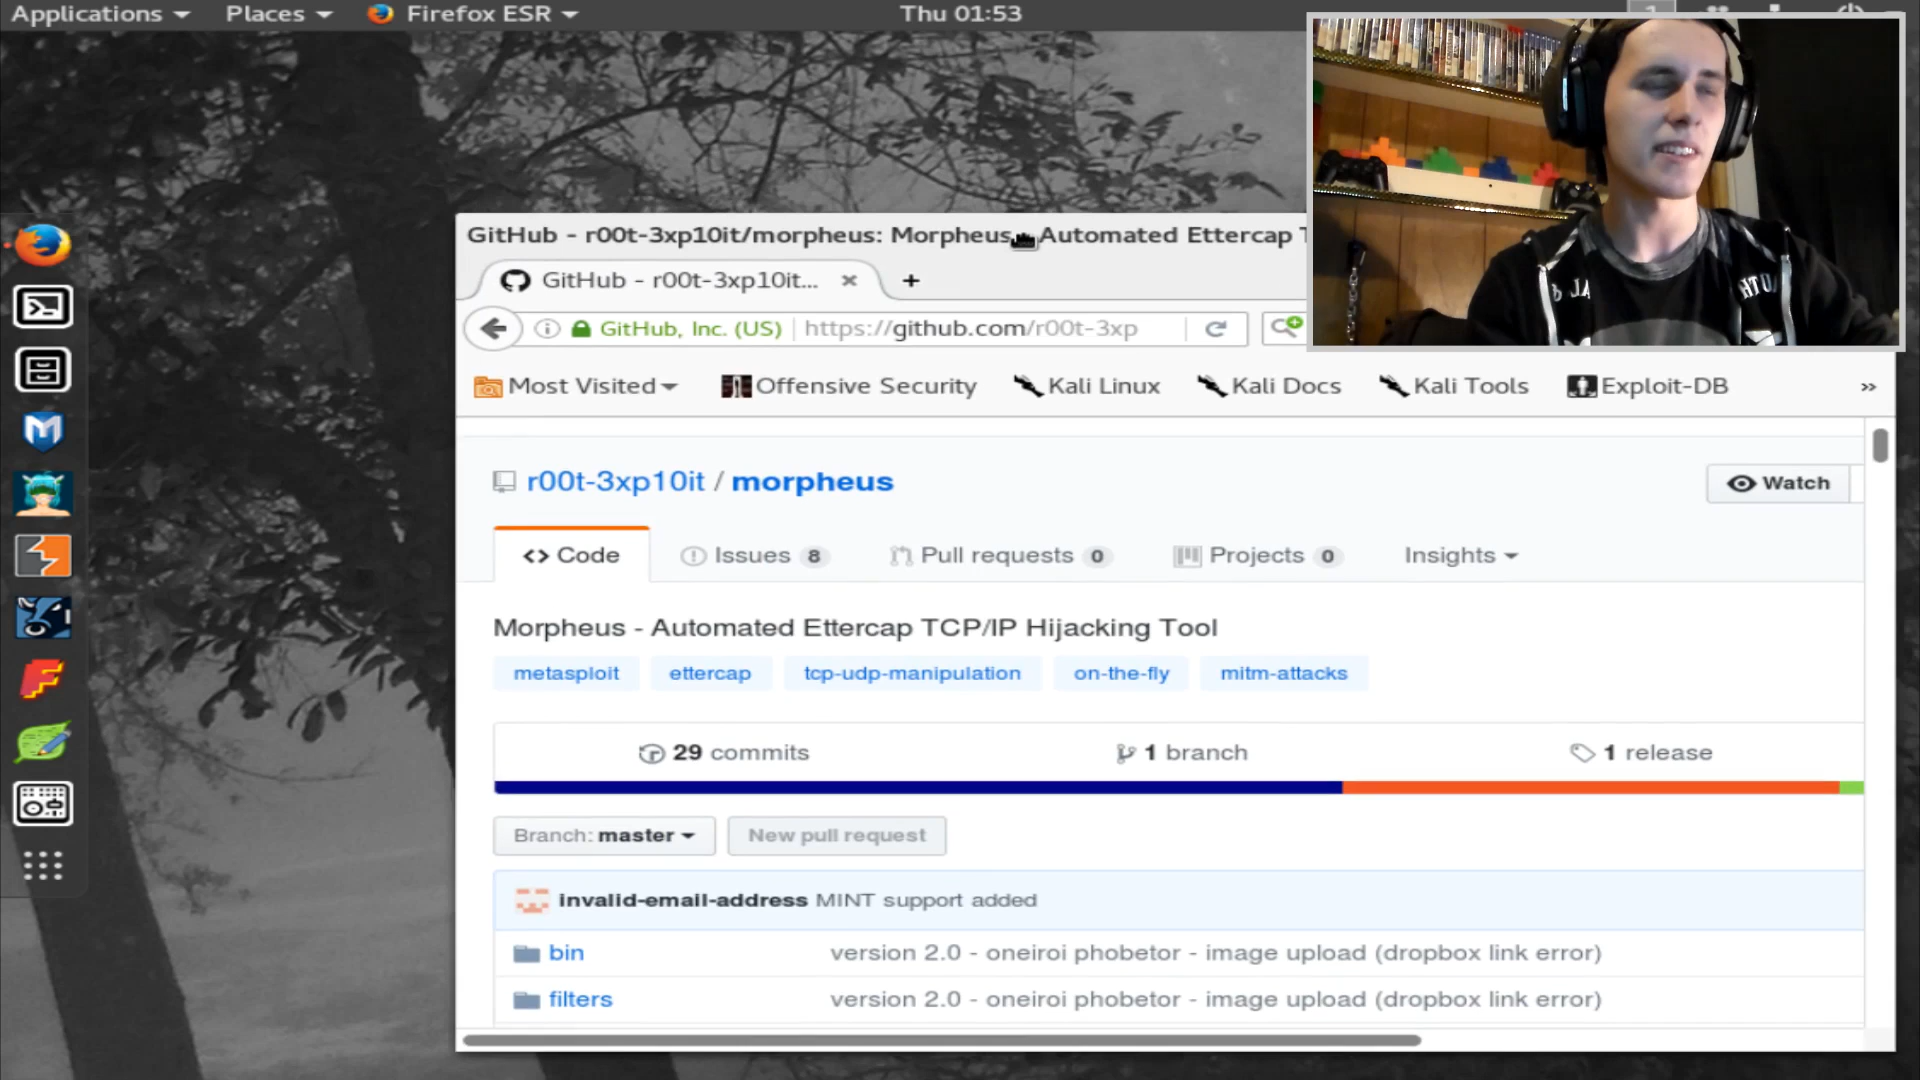 Applications Places Firefox ESR Thu 01:53
GitHub - r00t-3xp10it/morpheus: Morpheus - Automated Ettercap T
GitHub - r00t-3xp10it...
GitHub, Inc. (US) https://github.com/r00t-3xp
Most Visited Offensive Security Kali Linux Kali Docs Kali Tools Exploit-DB »
r00t-3xp10it / morpheus
Watch
<> Code Issues 8 Pull requests 0 Projects 0 Insights
Morpheus - Automated Ettercap TCP/IP Hijacking Tool
metasploit ettercap tcp-udp-manipulation on-the-fly mitm-attacks
29 commits 1 branch 1 release
Branch: master New pull request
invalid-email-address MINT support added
bin version 2.0 - oneiroi phobetor - image upload (dropbox link error)
filters version 2.0 - oneiroi phobetor - image upload (dropbox link error)